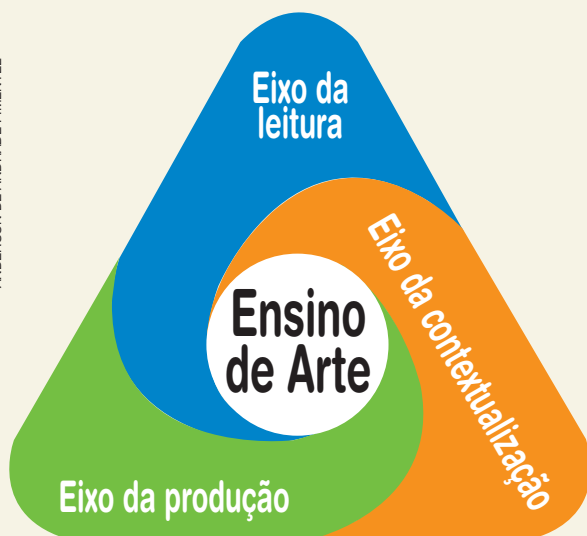 Eixo da
leitura
Eixo da contextualização
Ensino
de Arte
Eixo da produção